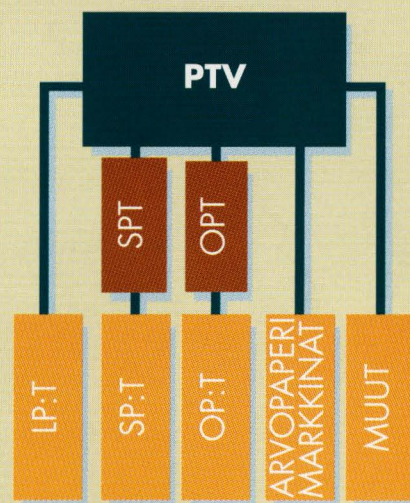 PTV
SPT
OPT
LP:T
SP:T
OP:T
ARVOPAPERI
MARKKINAT
MUUT